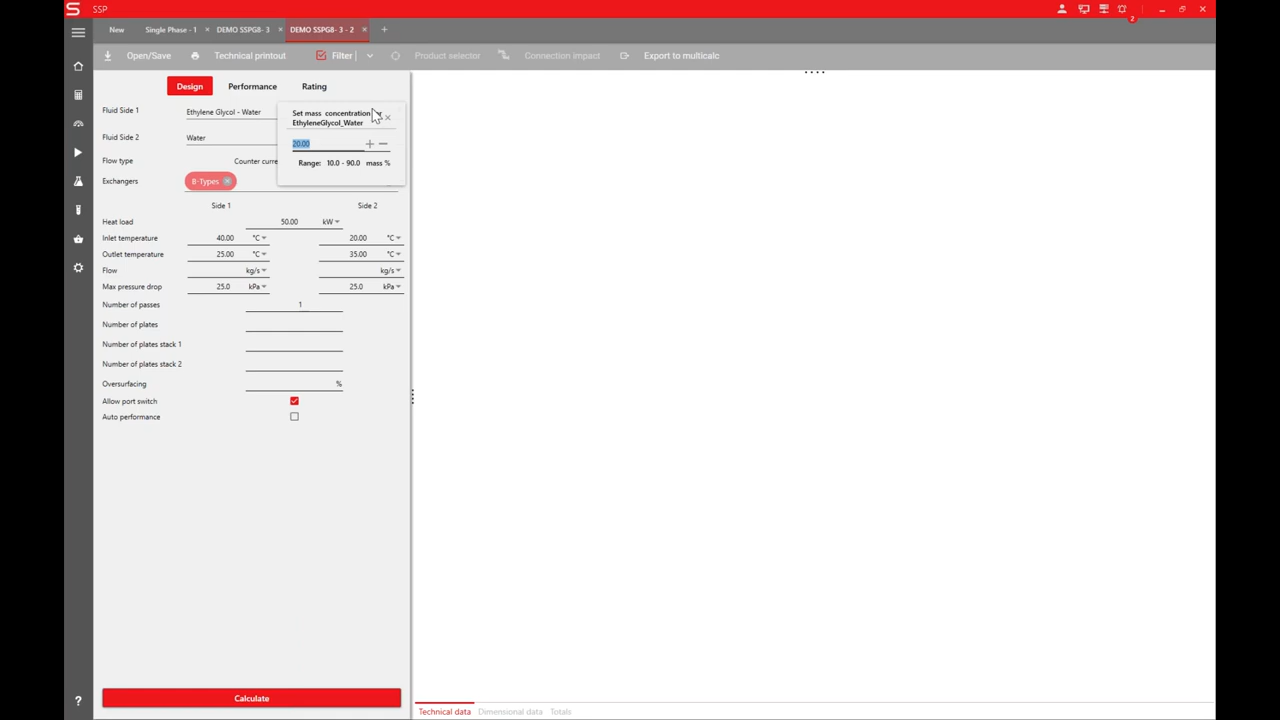 SSP
2
New Single Phase - 1 × DEMO SSPG8- 3 × DEMO SSPG8- 3 - 2 × +
Open/Save Technical printout Filter Product selector Connection impact Export to multicalc
Design Performance Rating
Fluid Side 1 Ethylene Glycol - Water
Set mass concentration
EthyleneGlycol_Water
Fluid Side 2 Water
20.00 + −
Flow type Counter curre
Range: 10.0 - 90.0 mass %
Exchangers B-Types
Side 1 Side 2
Heat load 50.00 kW
Inlet temperature 40.00 °C 20.00 °C
Outlet temperature 25.00 °C 35.00 °C
Flow kg/s kg/s
Max pressure drop 25.0 kPa 25.0 kPa
Number of passes 1
Number of plates
Number of plates stack 1
Number of plates stack 2
Oversurfacing %
Allow port switch
Auto performance
Calculate
? Technical data Dimensional data Totals